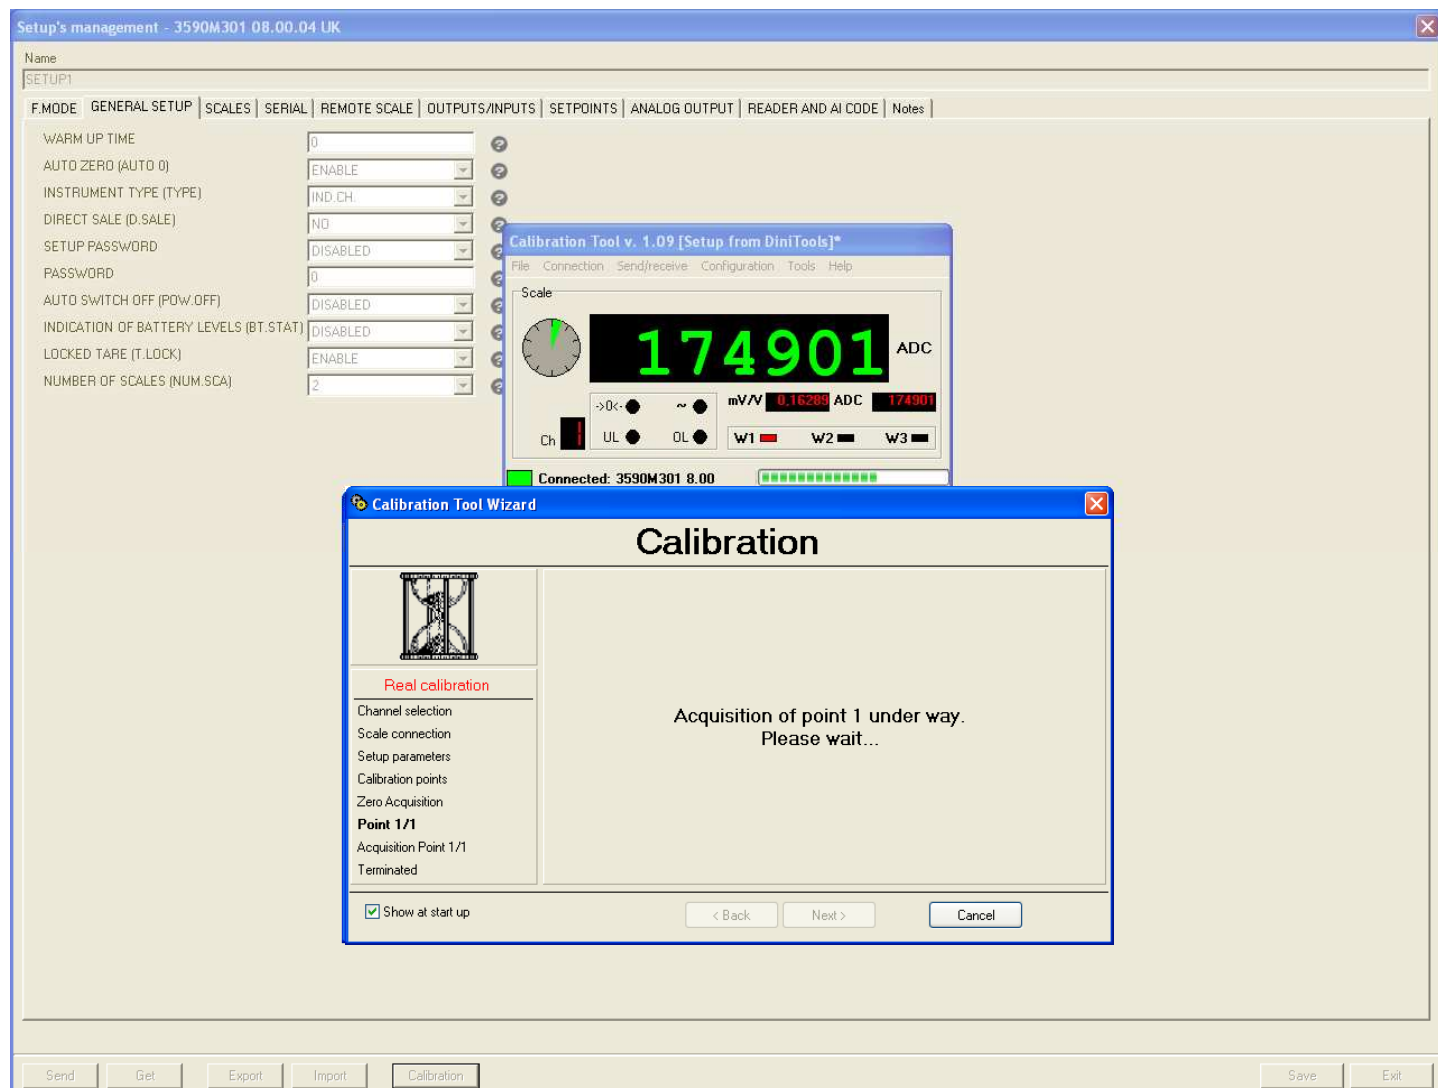 Setup's management - 3590M301 08.00.04 UK
Name
SETUP1
F.MODE GENERAL SETUP SCALES SERIAL REMOTE SCALE OUTPUTS/INPUTS SETPOINTS ANALOG OUTPUT READER AND AI CODE Notes
WARM UP TIME 0
AUTO ZERO (AUTO 0) ENABLE
INSTRUMENT TYPE (TYPE) IND.CH.
DIRECT SALE (D.SALE) NO
SETUP PASSWORD DISABLED
PASSWORD 0
AUTO SWITCH OFF (POW.OFF) DISABLED
INDICATION OF BATTERY LEVELS (BT.STAT) DISABLED
LOCKED TARE (T.LOCK) ENABLE
NUMBER OF SCALES (NUM.SCA) 2
Calibration Tool v. 1.09 [Setup from DiniTools]*
File Connection Send/receive Configuration Tools Help
Scale
174901 ADC
mV/V 0,16289 ADC 174901
->0<- ~
Ch 1 UL OL W1 W2 W3
Connected: 3590M301 8.00
Calibration Tool Wizard
Calibration
Real calibration
Channel selection
Scale connection
Setup parameters
Calibration points
Zero Acquisition
Point 1/1
Acquisition Point 1/1
Terminated
Acquisition of point 1 under way.
Please wait...
Show at start up
< Back Next > Cancel
Send Get Export Import Calibration Save Exit